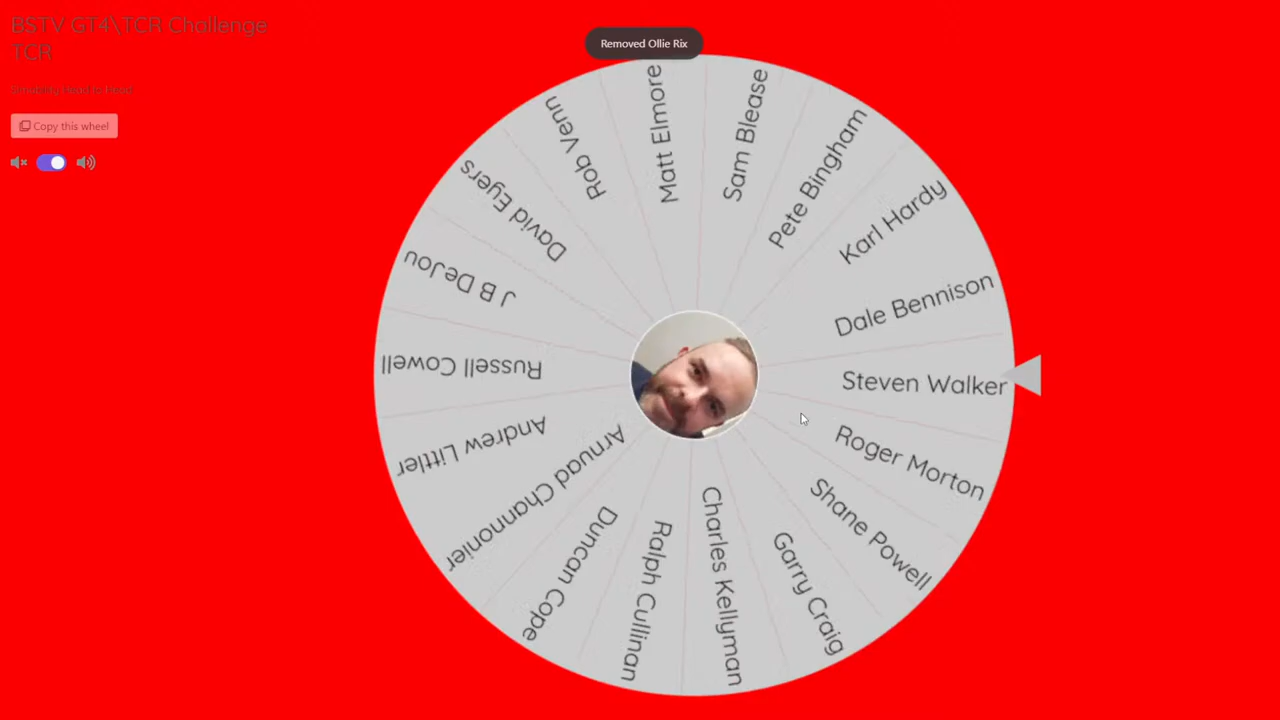 BSTV GT4\TCR Challenge
TCR
Copy this wheel
Removed Ollie Rix
Matt Elmore
Sam Blease
Pete Bingham
Karl Hardy
Dale Bennison
Steven Walker
Roger Morton
Shane Powell
Garry Craig
Charles Kellyman
Ralph Cullinan
Duncan Cope
Arnuad Channonier
Andrew Littler
Russell Cowell
J B DeJou
David Eyers
Rob Venn